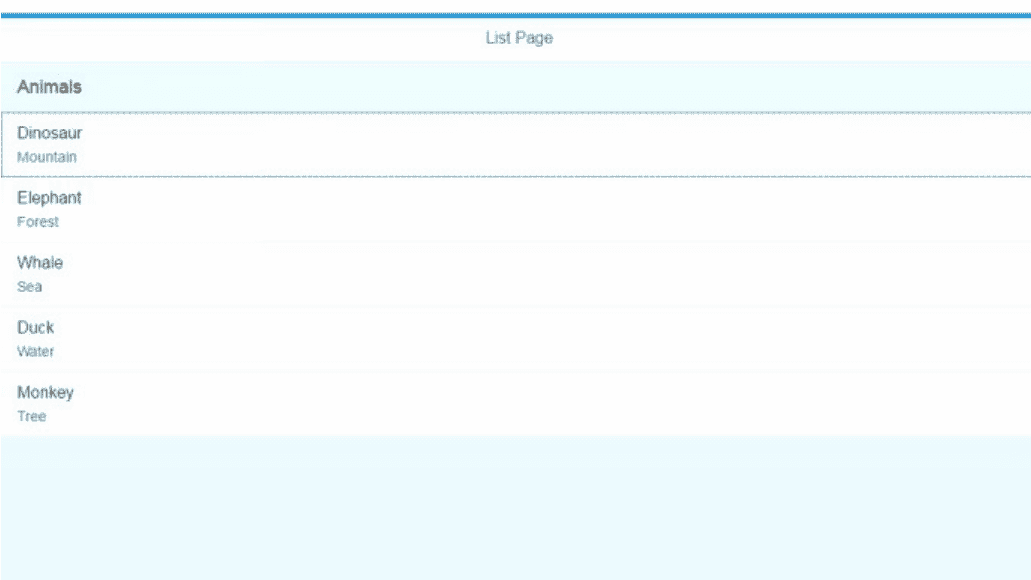 List Page
Animals
Dinosaur
Mountain
Elephant
Forest
Whale
Sea
Duck
Water
Monkey
Tree